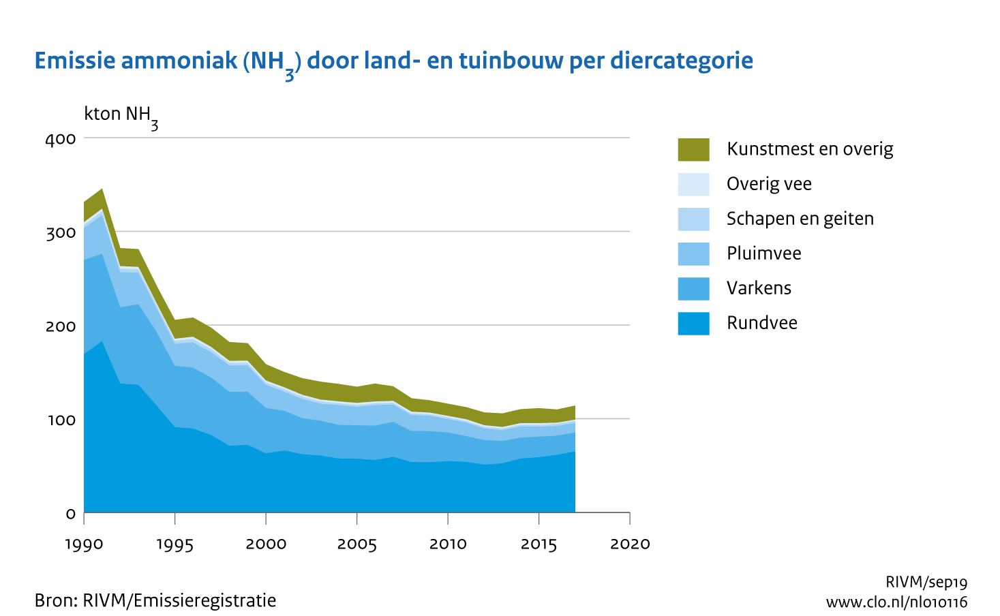 Emissie ammoniak (NH3) door land- en tuinbouw per diercategorie
kton NH3
400
300
200
100
0
1990 1995 2000 2005 2010 2015 2020
Kunstmest en overig
Overig vee
Schapen en geiten
Pluimvee
Varkens
Rundvee
RIVM/sep19
Bron: RIVM/Emissieregistratie
www.clo.nl/nl010116